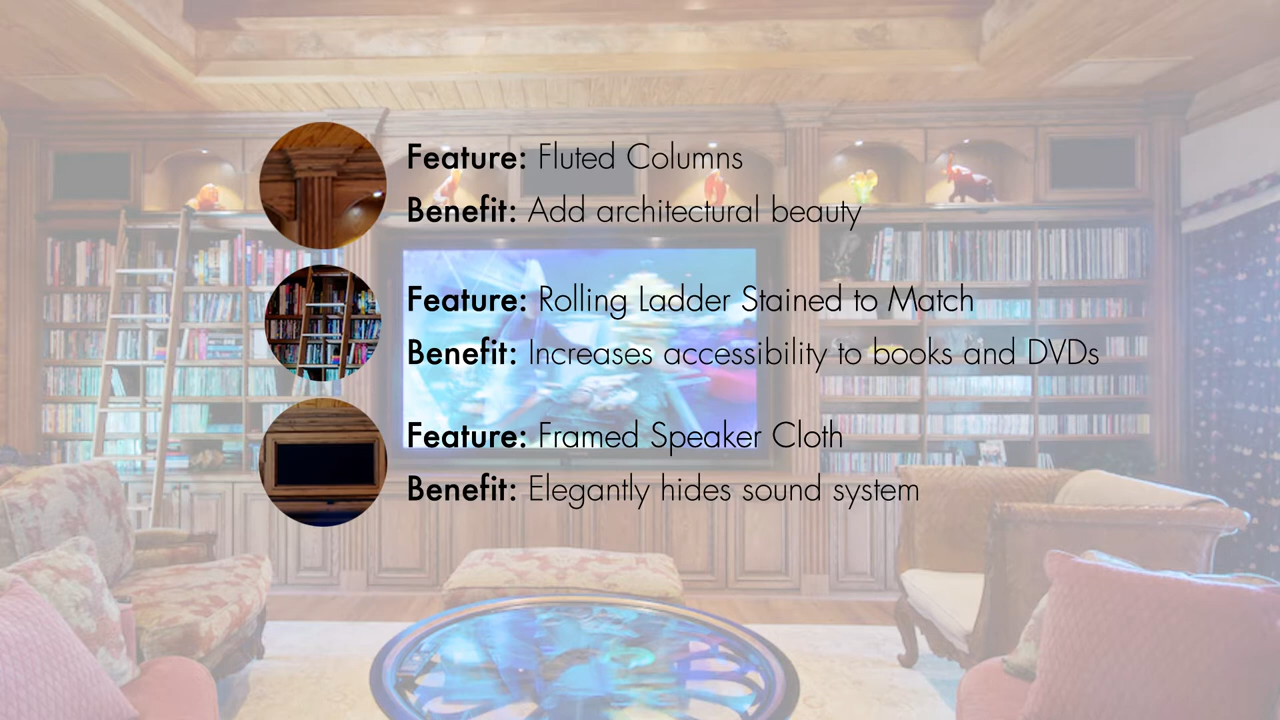 Feature: Fluted Columns
Benefit: Add architectural beauty
Feature: Rolling Ladder Stained to Match
Benefit: Increases accessibility to books and DVDs
Feature: Framed Speaker Cloth
Benefit: Elegantly hides sound system